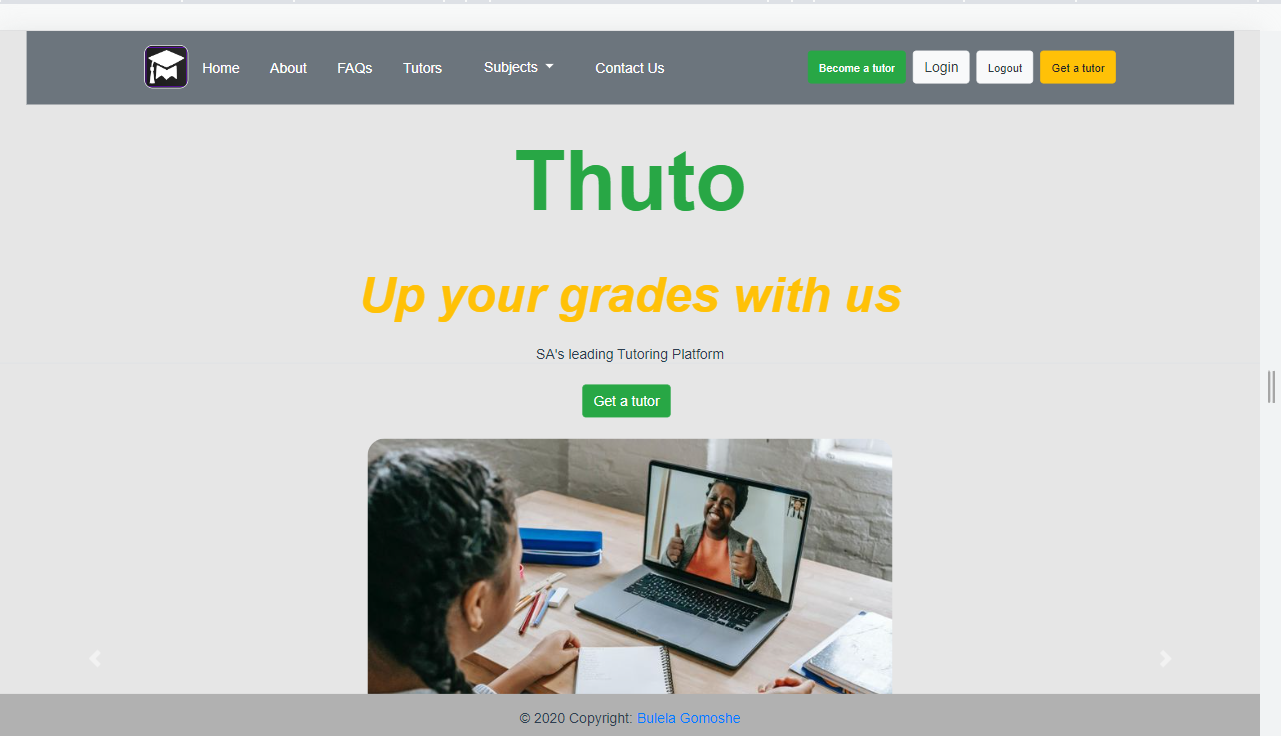 Home About FAQs Tutors Subjects Contact Us Become a tutor Login Logout Get a tutor
Thuto
Up your grades with us
SA's leading Tutoring Platform
Get a tutor
© 2020 Copyright: Bulela Gomoshe